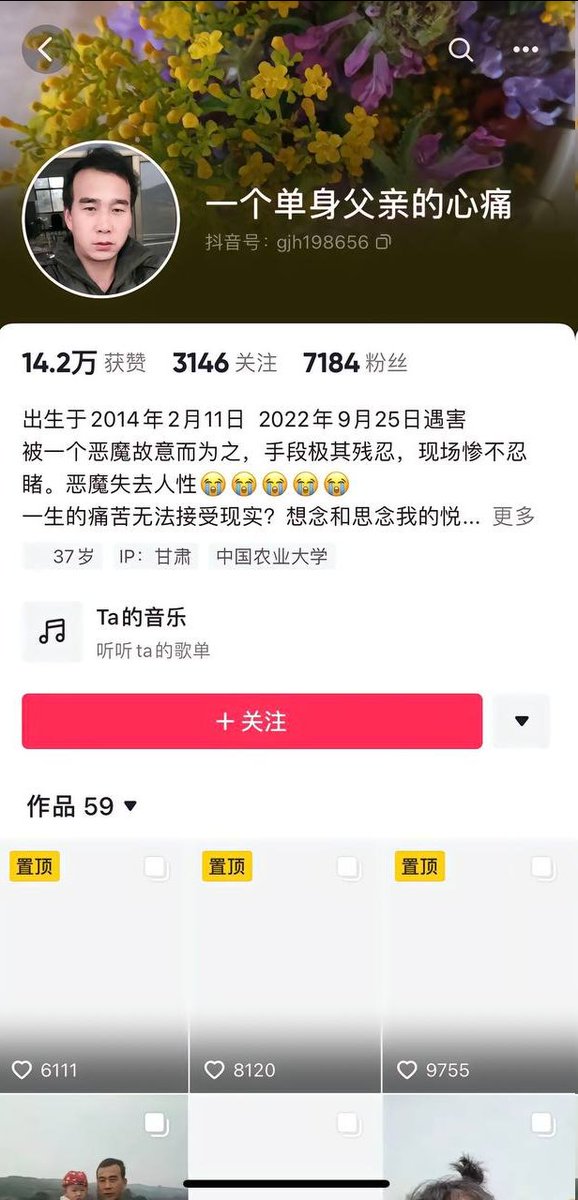 一个单身父亲的心痛
抖音号：gjh198656
14.2万 获赞 3146 关注 7184 粉丝
出生于2014年2月11日 2022年9月25日遇害
被一个恶魔故意而为之，手段极其残忍，现场惨不忍
睹。恶魔失去人性😭😭😭😭😭
一生的痛苦无法接受现实？想念和思念我的悦... 更多
37岁 IP：甘肃 中国农业大学
Ta的音乐
听听ta的歌单
＋关注
作品 59
置顶 置顶 置顶
6111 8120 9755